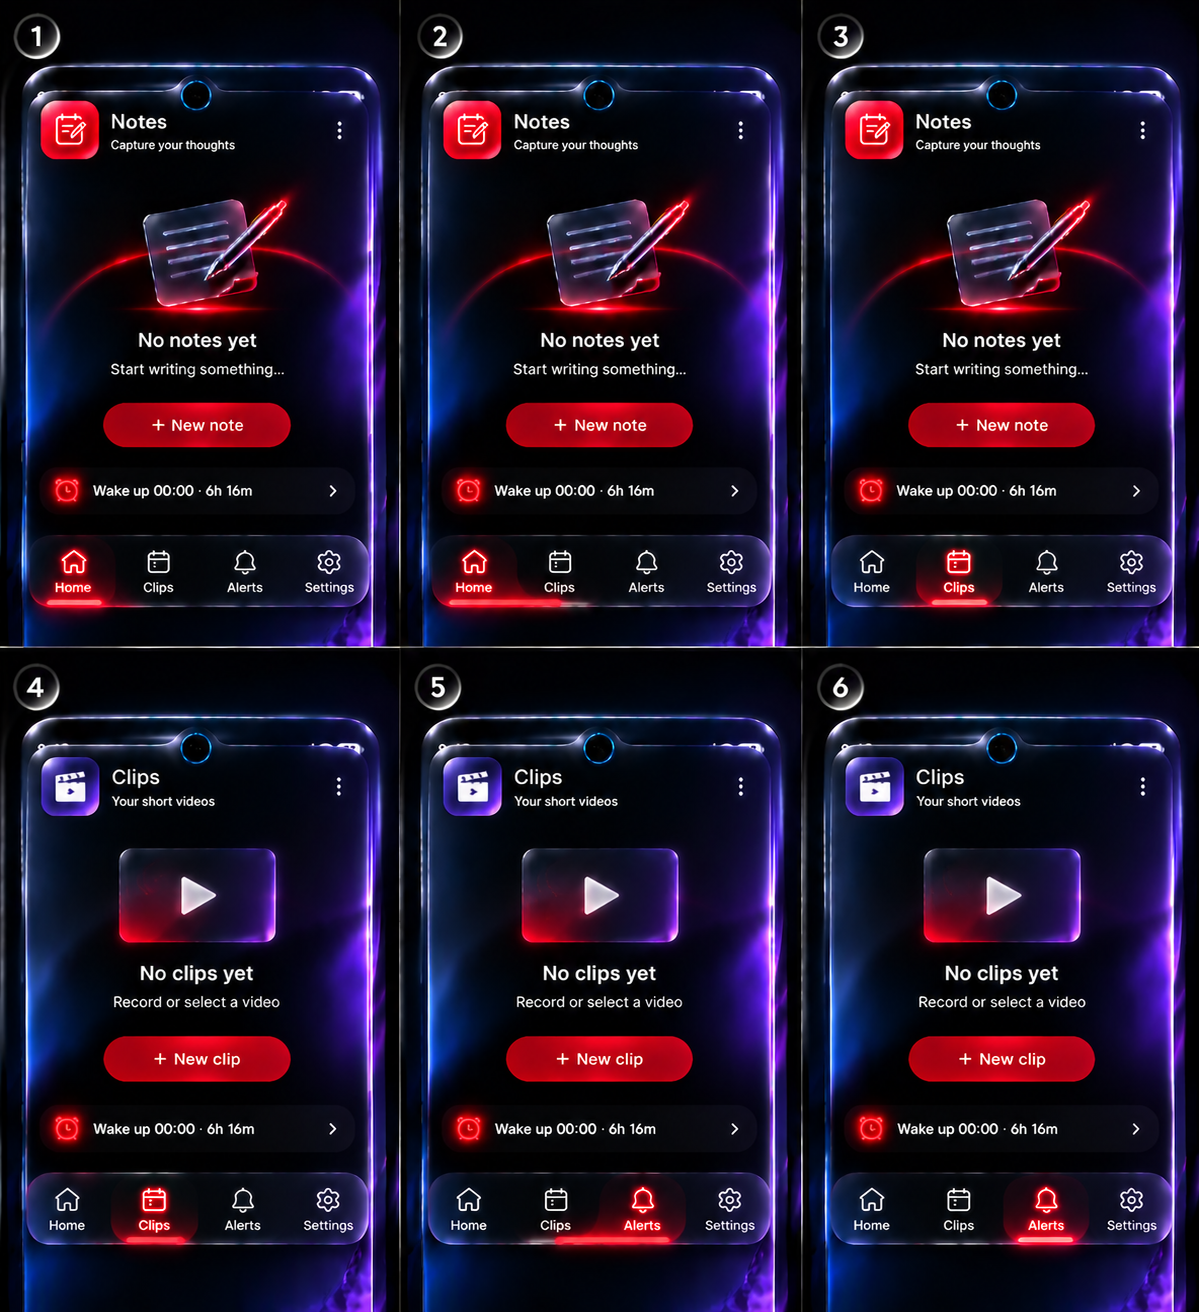 1
Notes
Capture your thoughts
No notes yet
Start writing something...
+ New note
Wake up 00:00 · 6h 16m
Home
Clips
Alerts
Settings
2
Notes
Capture your thoughts
No notes yet
Start writing something...
+ New note
Wake up 00:00 · 6h 16m
Home
Clips
Alerts
Settings
3
Notes
Capture your thoughts
No notes yet
Start writing something...
+ New note
Wake up 00:00 · 6h 16m
Home
Clips
Alerts
Settings
4
Clips
Your short videos
No clips yet
Record or select a video
+ New clip
Wake up 00:00 · 6h 16m
Home
Clips
Alerts
Settings
5
Clips
Your short videos
No clips yet
Record or select a video
+ New clip
Wake up 00:00 · 6h 16m
Home
Clips
Alerts
Settings
6
Clips
Your short videos
No clips yet
Record or select a video
+ New clip
Wake up 00:00 · 6h 16m
Home
Clips
Alerts
Settings